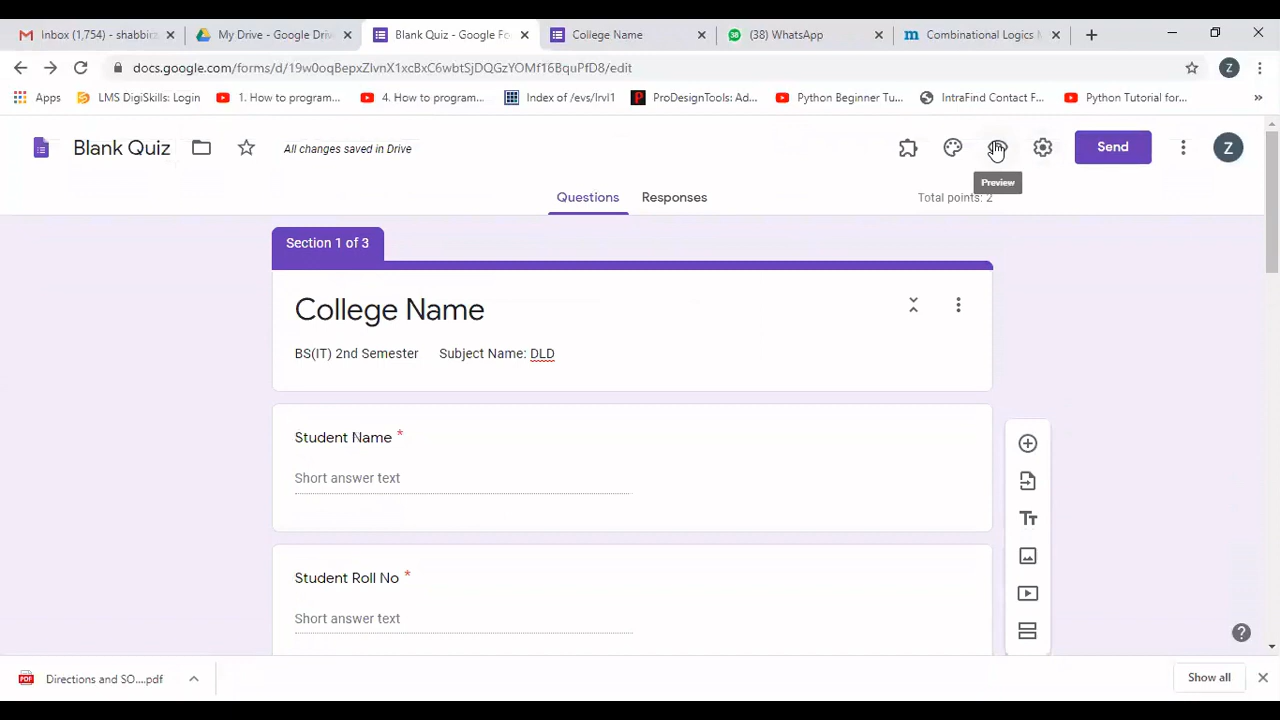 Inbox (1,754) - shabbirz
My Drive - Google Driv
Blank Quiz - Google Fo
College Name
(38) WhatsApp
Combinational Logics M
docs.google.com/forms/d/19w0oqBepxZIvnX1xcBxC6wbtSjDQGzYOMf16BquPfD8/edit
Z
Apps
LMS DigiSkills: Login
1. How to program...
4. How to program...
Index of /evs/lrvl1
ProDesignTools: Ad...
Python Beginner Tu...
IntraFind Contact F...
Python Tutorial for...
»
Blank Quiz
All changes saved in Drive
Send
Z
Preview
Questions
Responses
Total points: 2
Section 1 of 3
College Name
BS(IT) 2nd Semester Subject Name: DLD
Student Name *
Short answer text
Student Roll No *
Short answer text
Tт
PDF
Directions and SO....pdf
Show all